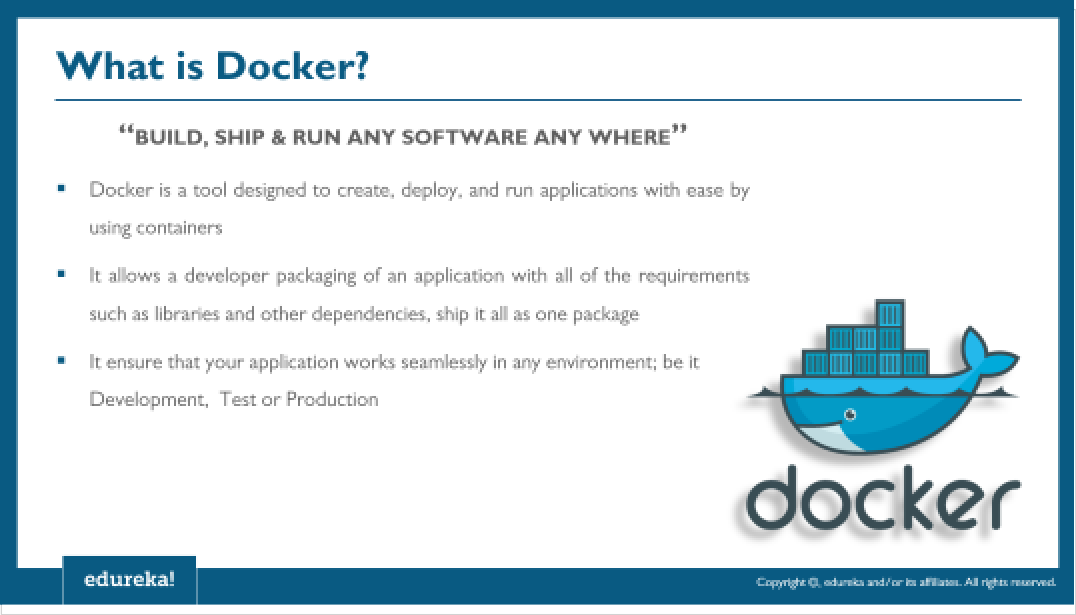 What is Docker?
“BUILD, SHIP & RUN ANY SOFTWARE ANY WHERE”
Docker is a tool designed to create, deploy, and run applications with ease by
using containers
It allows a developer packaging of an application with all of the requirements
such as libraries and other dependencies, ship it all as one package
It ensure that your application works seamlessly in any environment; be it
Development, Test or Production
docker
edureka!
Copyright ©, edureka and/or its affiliates. All rights reserved.